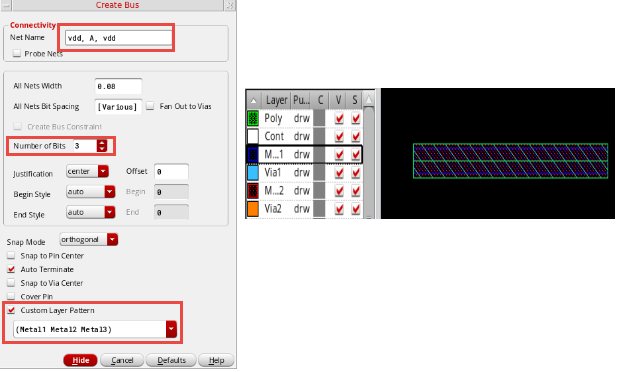 Create Bus
Connectivity
Net Name vdd, A, vdd
Probe Nets
All Nets Width 0.08
All Nets Bit Spacing [Various] Fan Out to Vias
Create Bus Constraint
Number of Bits 3
Justification center Offset 0
Begin Style auto Begin 0
End Style auto End 0
Snap Mode orthogonal
Snap to Pin Center
Auto Terminate
Snap to Via Center
Cover Pin
Custom Layer Pattern
(Metal1 Metal2 Metal3)
Hide Cancel Defaults Help
Layer Pu... C V S
Poly drw
Cont drw
M...1 drw
Via1 drw
M...2 drw
Via2 drw